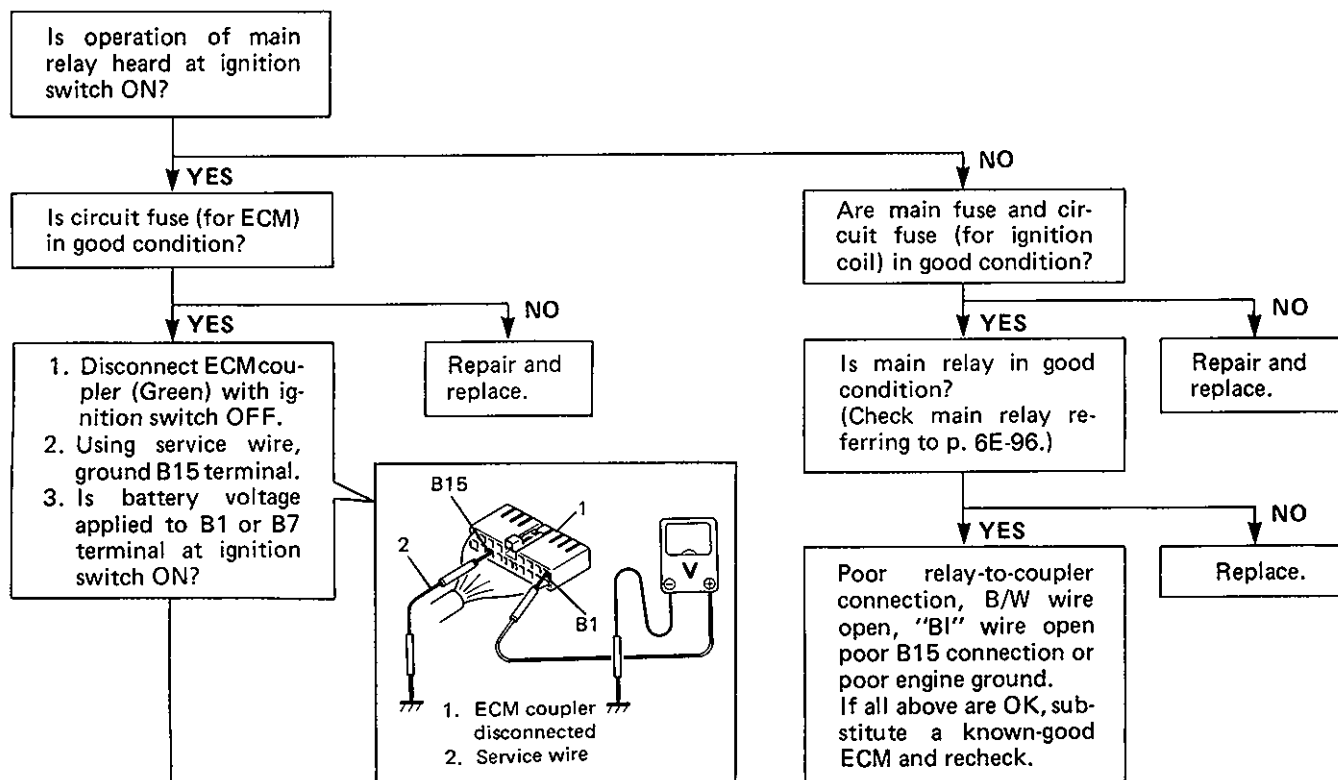 Is operation of main
relay heard at ignition
switch ON?
YES
NO
Is circuit fuse (for ECM)
in good condition?
Are main fuse and cir-
cuit fuse (for ignition
coil) in good condition?
YES
NO
YES
NO
1. Disconnect ECM cou-
pler (Green) with ig-
nition switch OFF.
2. Using service wire,
ground B15 terminal.
3. Is battery voltage
applied to B1 or B7
terminal at ignition
switch ON?
Repair and
replace.
Is main relay in good
condition?
(Check main relay re-
ferring to p. 6E-96.)
Repair and
replace.
B15
1
2
V
⊖ ⊕
B1
1. ECM coupler
disconnected
2. Service wire
YES
NO
Poor relay-to-coupler
connection, B/W wire
open, "BI" wire open
poor B15 connection or
poor engine ground.
If all above are OK, sub-
stitute a known-good
ECM and recheck.
Replace.